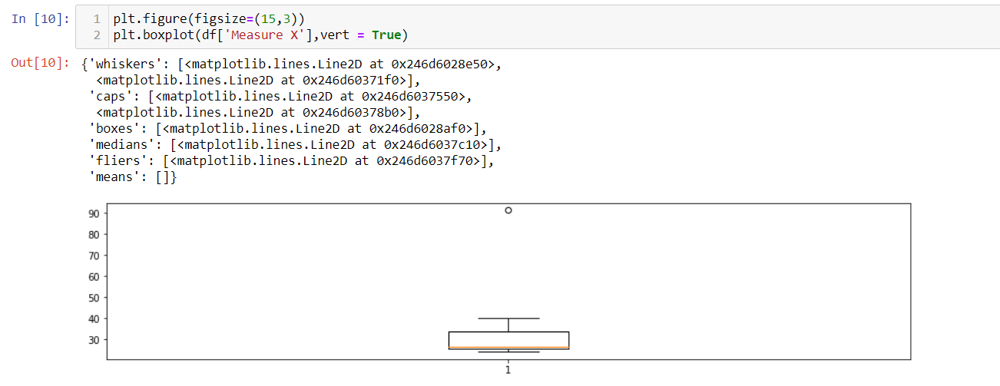 In [10]:
1 plt.figure(figsize=(15,3))
2 plt.boxplot(df['Measure X'],vert = True)
Out[10]: {'whiskers': [<matplotlib.lines.Line2D at 0x246d6028e50>,
<matplotlib.lines.Line2D at 0x246d60371f0>],
'caps': [<matplotlib.lines.Line2D at 0x246d6037550>,
<matplotlib.lines.Line2D at 0x246d60378b0>],
'boxes': [<matplotlib.lines.Line2D at 0x246d6028af0>],
'medians': [<matplotlib.lines.Line2D at 0x246d6037c10>],
'fliers': [<matplotlib.lines.Line2D at 0x246d6037f70>],
'means': []}
90
80
70
60
50
40
30
1